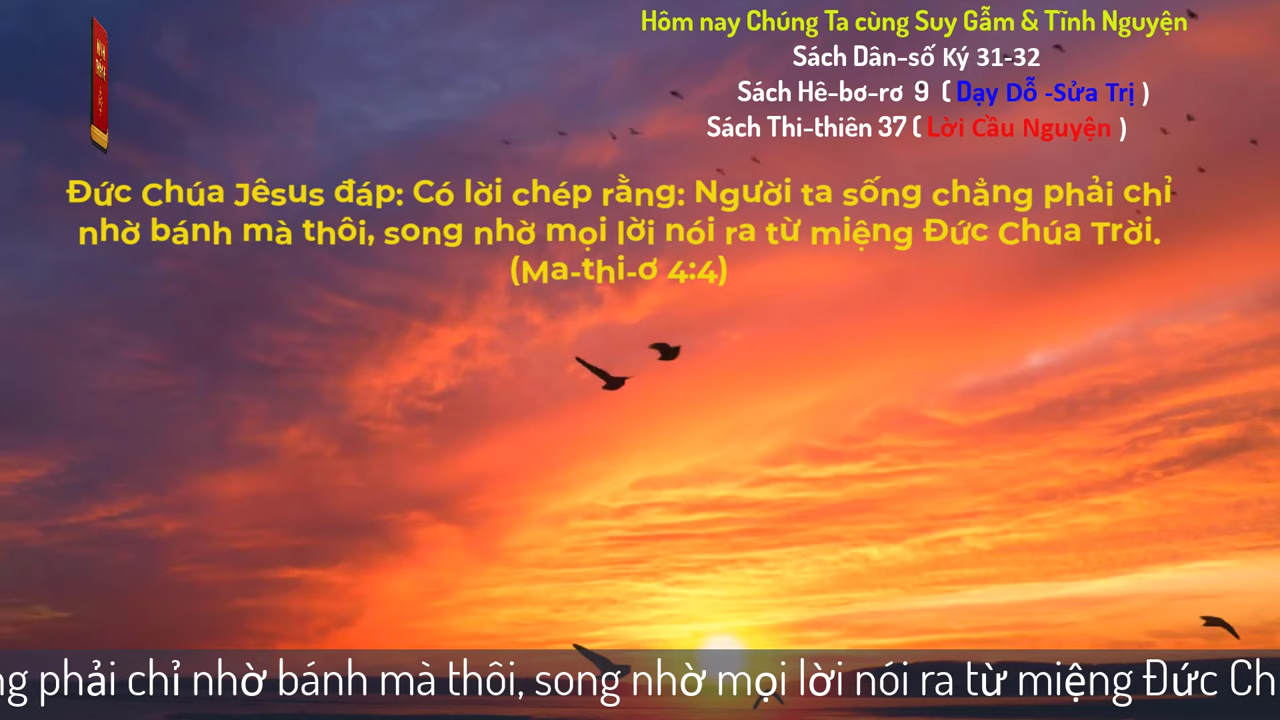 Hôm nay Chúng Ta cùng Suy Gẫm & Tĩnh Nguyện
Sách Dân-số Ký 31-32
Sách Hê-bơ-rơ 9 ( Dạy Dỗ -Sửa Trị )
Sách Thi-thiên 37 ( Lời Cầu Nguyện )
Đức Chúa Jêsus đáp: Có lời chép rằng: Người ta sống chẳng phải chỉ
nhờ bánh mà thôi, song nhờ mọi lời nói ra từ miệng Đức Chúa Trời.
(Ma-thi-ơ 4:4)
ng phải chỉ nhờ bánh mà thôi, song nhờ mọi lời nói ra từ miệng Đức Ch